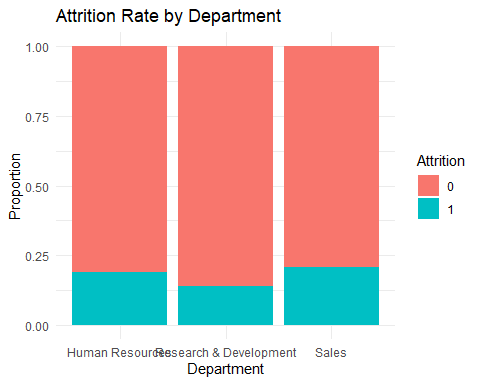 Attrition Rate by Department
1.00
0.75
0.50
0.25
0.00
Proportion
Human Resources
Research & Development
Sales
Department
Attrition
0
1